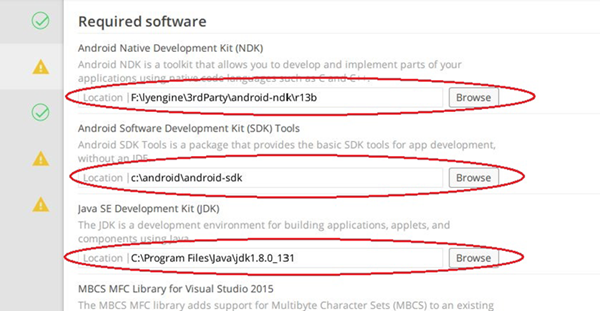 Required software
Android Native Development Kit (NDK)
Android NDK is a toolkit that allows you to develop and implement parts of your
applications using native code languages such as C and C++.
Location F:\lyengine\3rdParty\android-ndk\r13b Browse
Android Software Development Kit (SDK) Tools
Android SDK Tools is a package that provides the basic SDK tools for app development,
without an IDE.
Location c:\android\android-sdk Browse
Java SE Development Kit (JDK)
The JDK is a development environment for building applications, applets, and
components using Java.
Location C:\Program Files\Java\jdk1.8.0_131 Browse
MBCS MFC Library for Visual Studio 2015
The MBCS MFC library adds support for Multibyte Character Sets (MBCS) to an existing